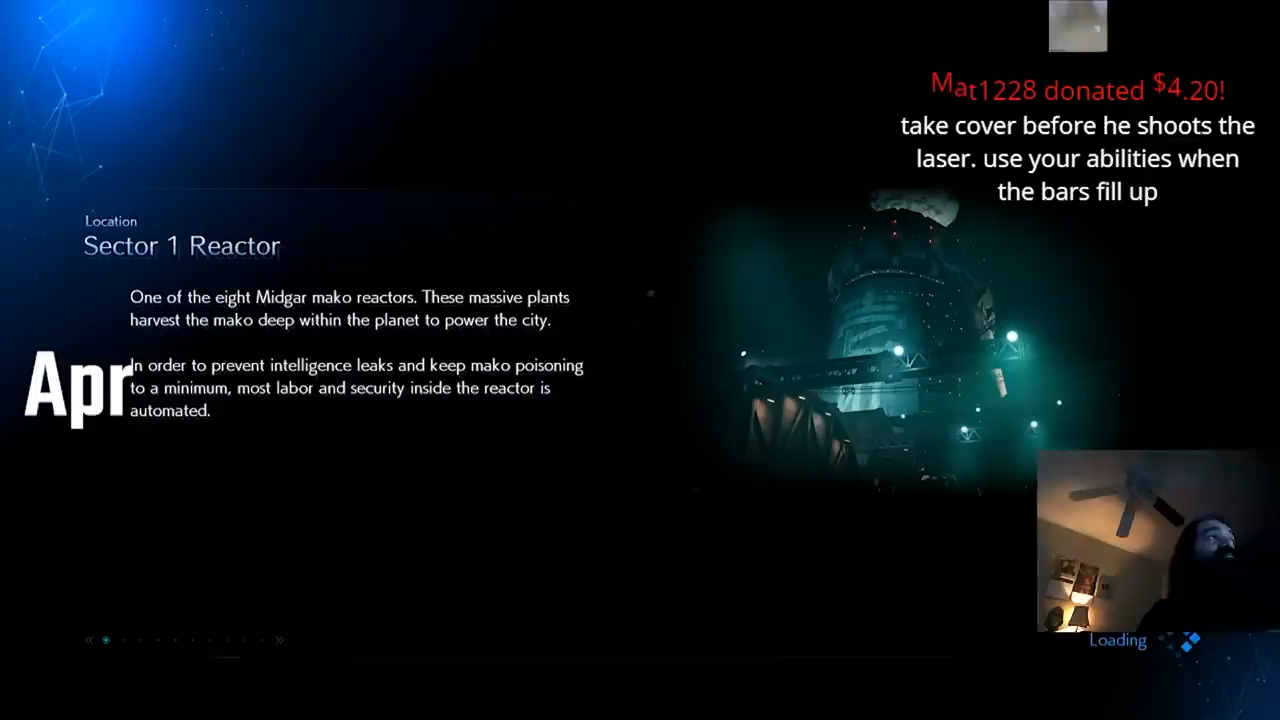 Mat1228 donated $4.20!
take cover before he shoots the
laser. use your abilities when
the bars fill up
Location
Sector 1 Reactor
One of the eight Midgar mako reactors. These massive plants
harvest the mako deep within the planet to power the city.
In order to prevent intelligence leaks and keep mako poisoning
to a minimum, most labor and security inside the reactor is
automated.
Apr
Loading